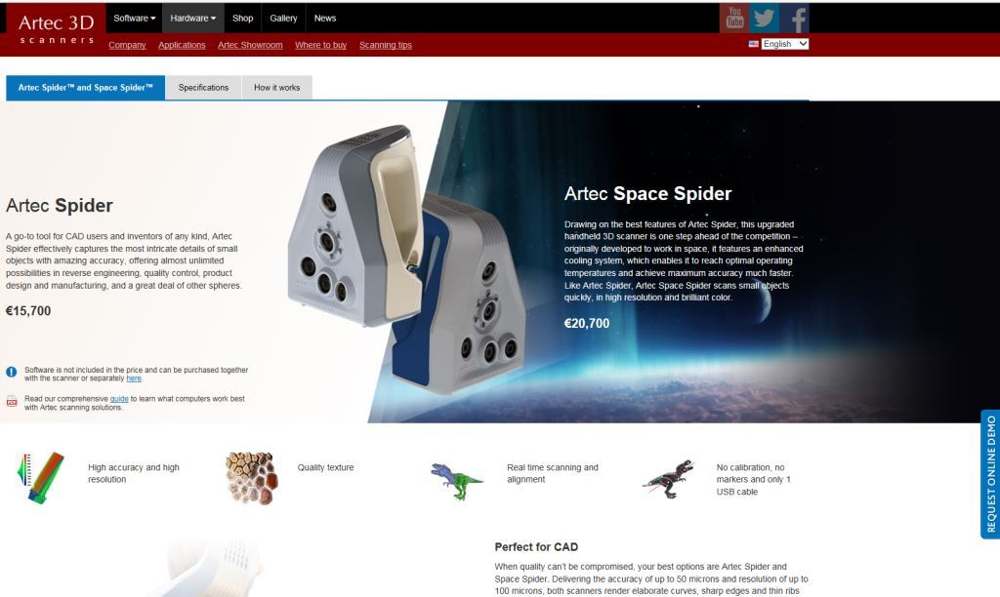 Artec 3D
scanners
Software
Hardware
Shop
Gallery
News
You
Tube
Company
Applications
Artec Showroom
Where to buy
Scanning tips
English
Artec Spider™ and Space Spider™
Specifications
How it works
Artec Spider
A go-to tool for CAD users and inventors of any kind, Artec
Spider effectively captures the most intricate details of small
objects with amazing accuracy, offering almost unlimited
possibilities in reverse engineering, quality control, product
design and manufacturing, and a great deal of other spheres.
€15,700
Software is not included in the price and can be purchased together
with the scanner or separately here.
Read our comprehensive guide to learn what computers work best
with Artec scanning solutions.
Artec Space Spider
Drawing on the best features of Artec Spider, this upgraded
handheld 3D scanner is one step ahead of the competition –
originally developed to work in space, it features an enhanced
cooling system, which enables it to reach optimal operating
temperatures and achieve maximum accuracy much faster.
Like Artec Spider, Artec Space Spider scans small objects
quickly, in high resolution and brilliant color.
€20,700
REQUEST ONLINE DEMO
High accuracy and high
resolution
Quality texture
Real time scanning and
alignment
No calibration, no
markers and only 1
USB cable
Perfect for CAD
When quality can't be compromised, your best options are Artec Spider and
Space Spider. Delivering the accuracy of up to 50 microns and resolution of up to
100 microns, both scanners render elaborate curves, sharp edges and thin ribs